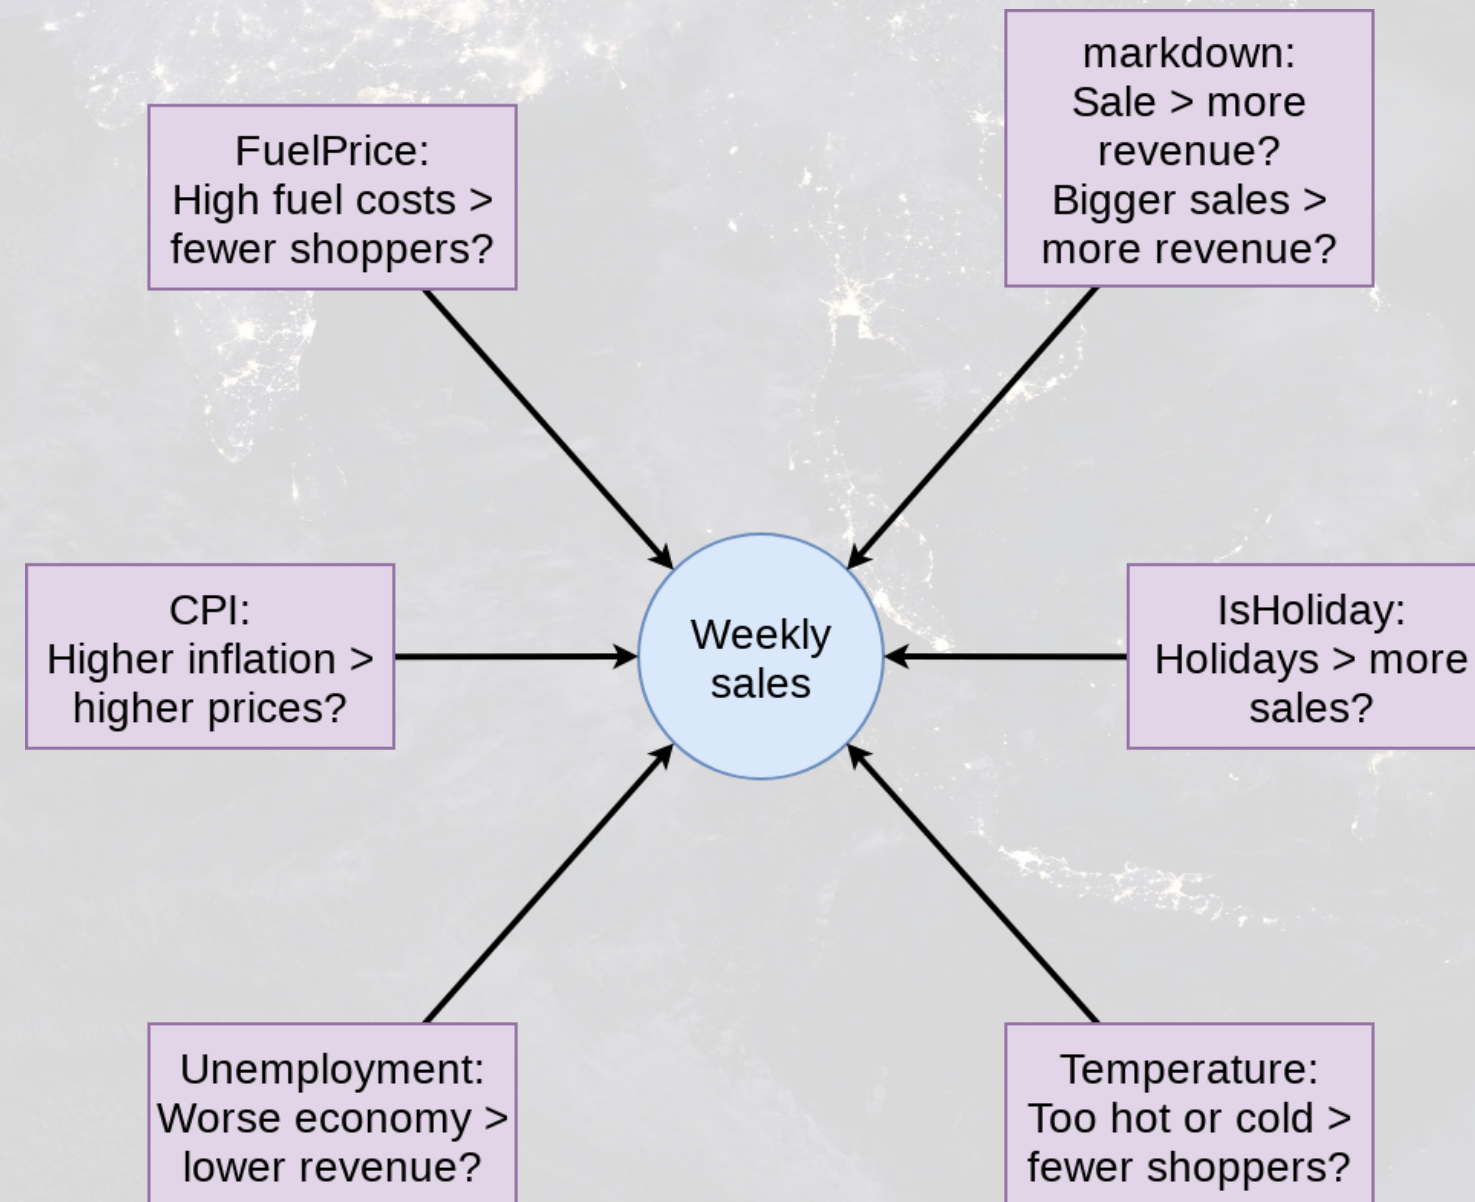 markdown:
Sale > more
revenue?
Bigger sales >
more revenue?
FuelPrice:
High fuel costs >
fewer shoppers?
CPI:
Higher inflation >
higher prices?
Weekly
sales
IsHoliday:
Holidays > more
sales?
Unemployment:
Worse economy >
lower revenue?
Temperature:
Too hot or cold >
fewer shoppers?